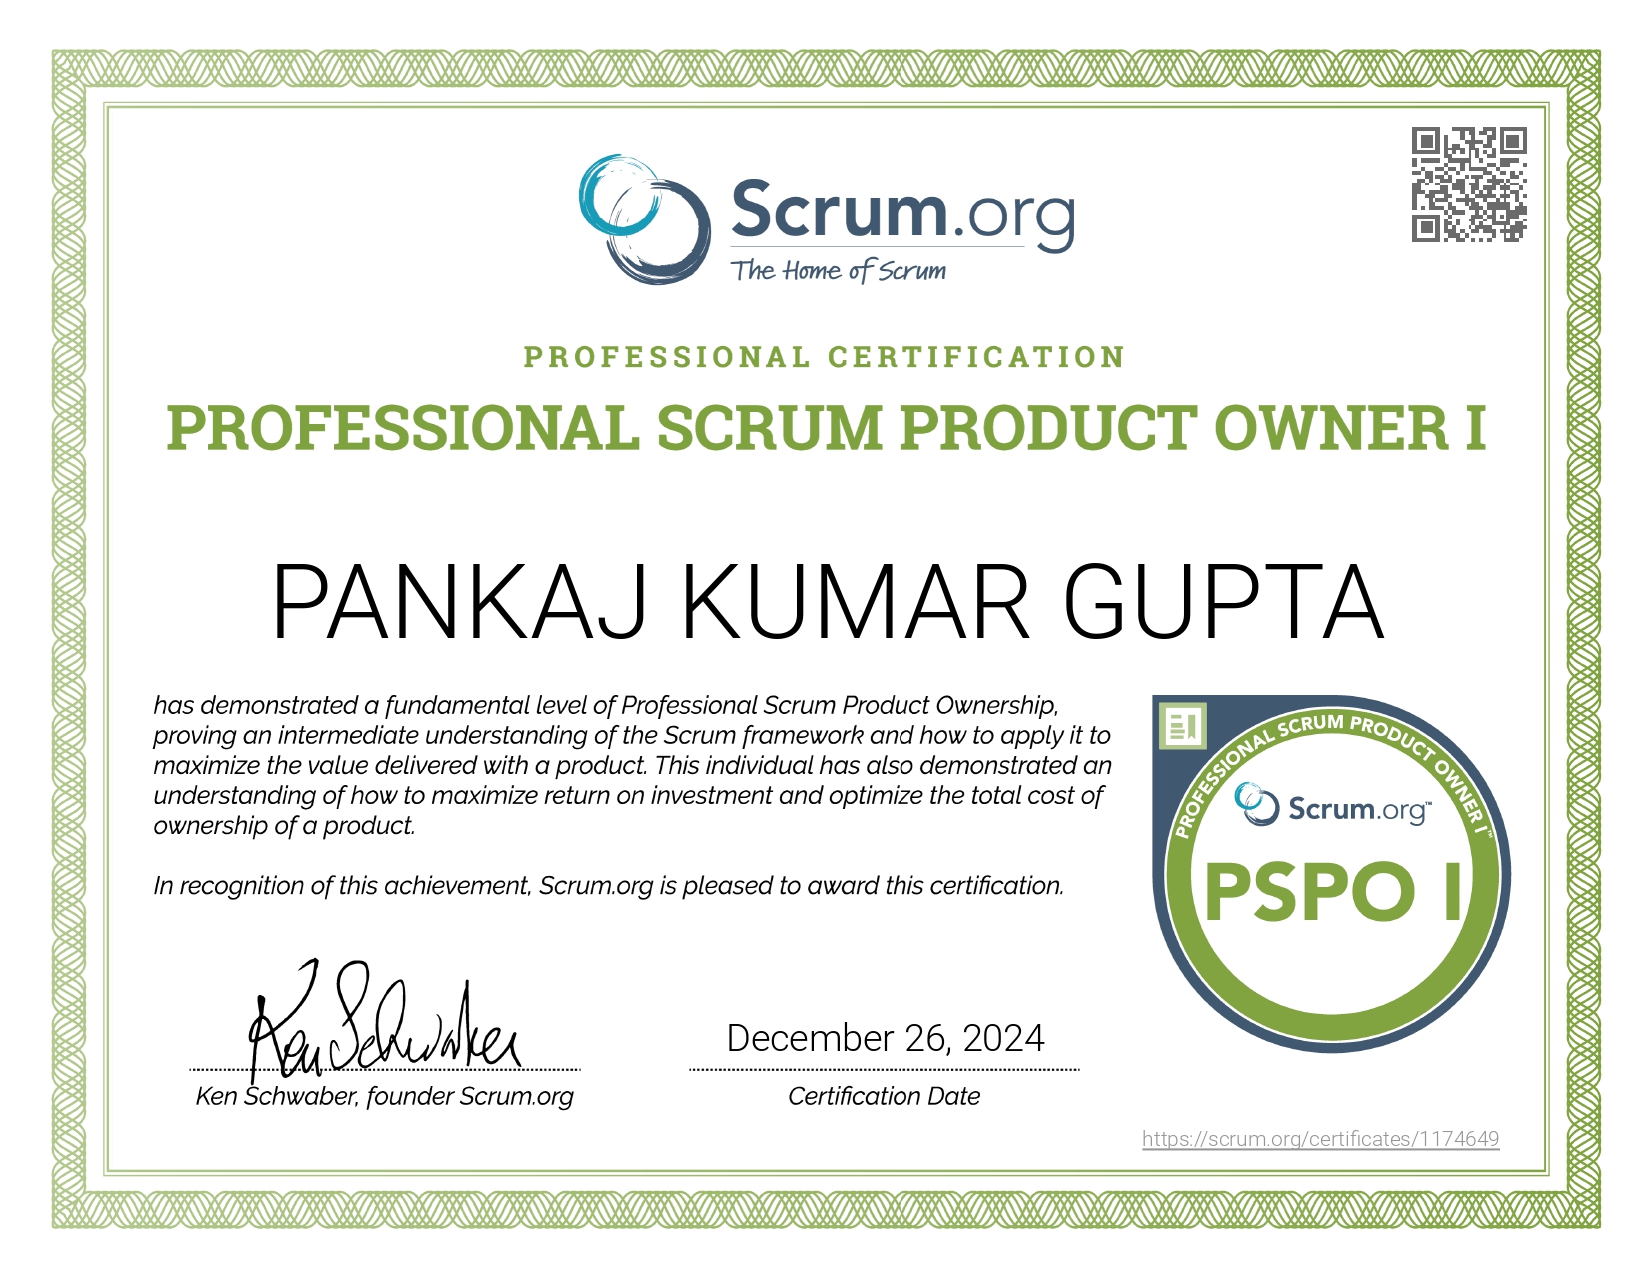 Scrum.org
The Home of Scrum
PROFESSIONAL CERTIFICATION
PROFESSIONAL SCRUM PRODUCT OWNER I
PANKAJ KUMAR GUPTA
has demonstrated a fundamental level of Professional Scrum Product Ownership,
proving an intermediate understanding of the Scrum framework and how to apply it to
maximize the value delivered with a product. This individual has also demonstrated an
understanding of how to maximize return on investment and optimize the total cost of
ownership of a product.
In recognition of this achievement, Scrum.org is pleased to award this certification.
PROFESSIONAL SCRUM PRODUCT OWNER I™
Scrum.org™
PSPO I
Ken Schwaber
Ken Schwaber, founder Scrum.org
December 26, 2024
Certification Date
https://scrum.org/certificates/1174649